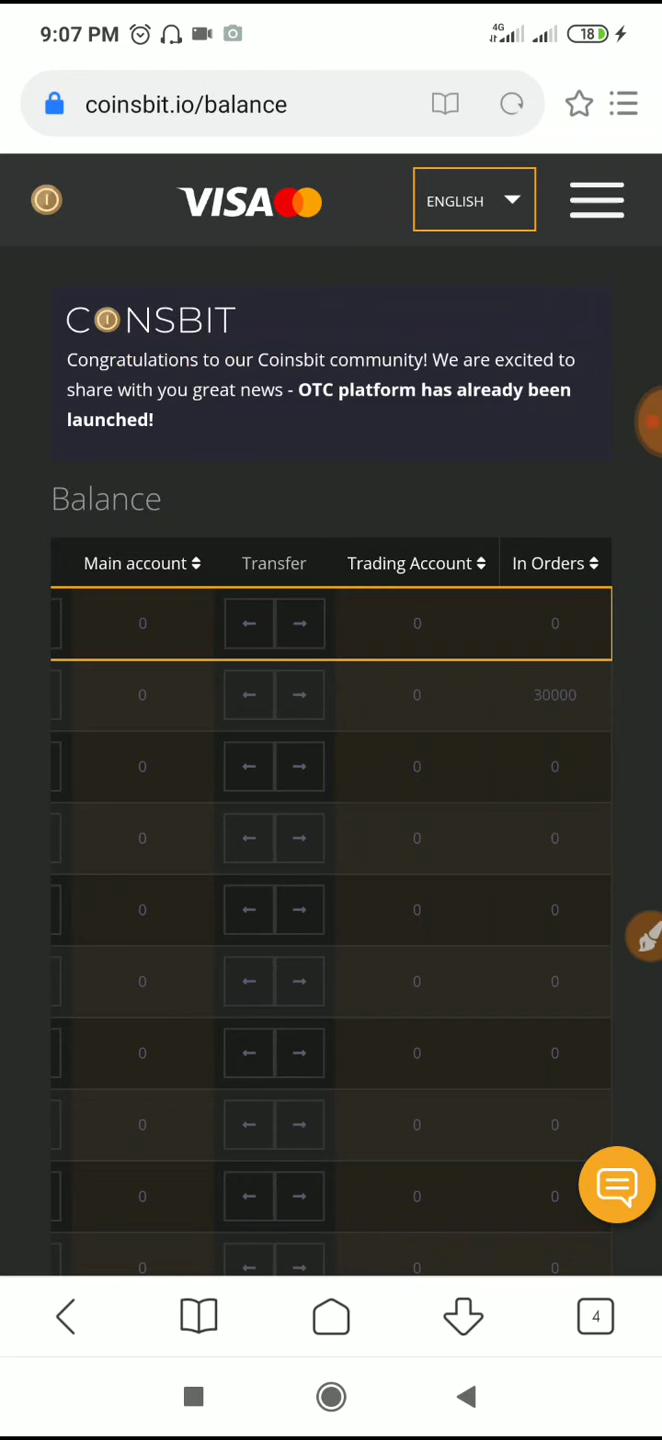 9:07 PM 4G 18
coinsbit.io/balance
VISA ENGLISH
COINSBIT
Congratulations to our Coinsbit community! We are excited to
share with you great news - OTC platform has already been
launched!
Balance
Main account Transfer Trading Account In Orders
0 ← → 0 0
0 ← → 0 30000
0 ← → 0 0
0 ← → 0 0
0 ← → 0 0
0 ← → 0 0
0 ← → 0 0
0 ← → 0 0
0 ← → 0 0
0 ← → 0 0
4